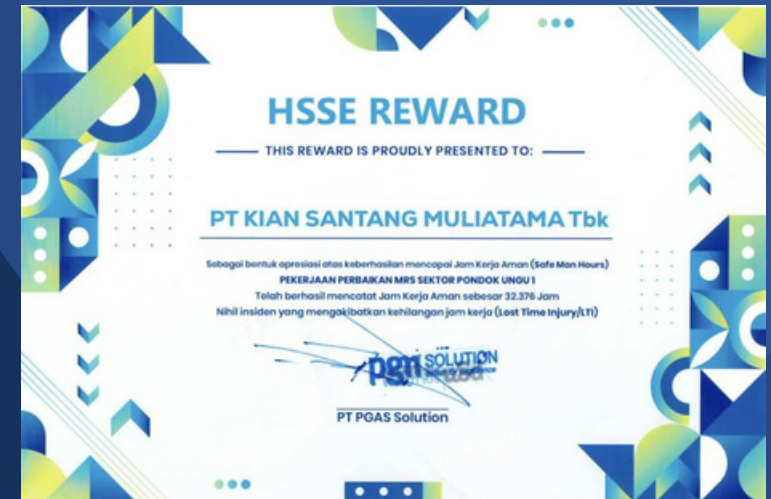 HSSE REWARD
THIS REWARD IS PROUDLY PRESENTED TO:
PT KIAN SANTANG MULIATAMA Tbk
Sebagai bentuk apresiasi atas keberhasilan mencapai Jam Kerja Aman (Safe Man Hours)
PEKERJAAN PERBAIKAN MRS SEKTOR PONDOK UNGU 1
Telah berhasil mencatat Jam Kerja Aman sebesar 32.376 Jam
Nihil insiden yang mengakibatkan kehilangan jam kerja (Lost Time Injury/LTI)
pgn SOLUTION
PT PGAS Solution